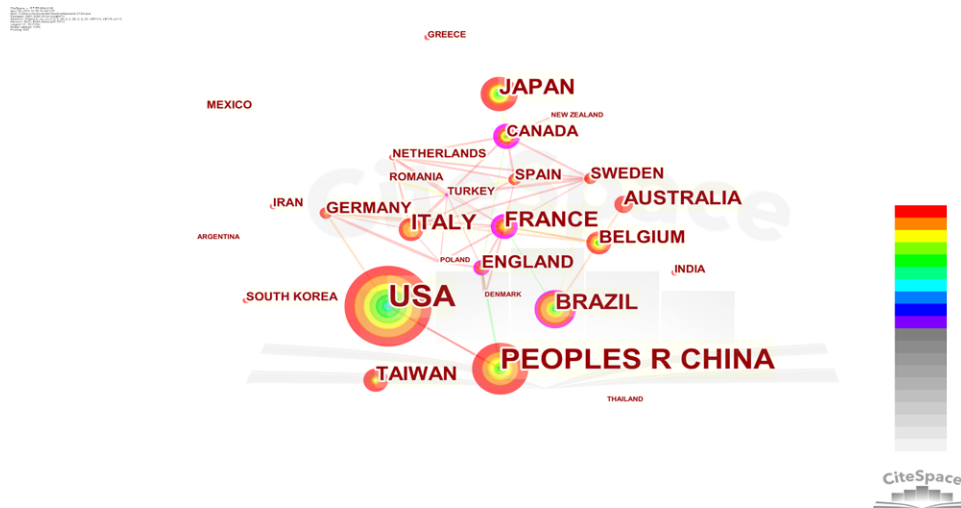 GREECE
JAPAN
MEXICO
NEW ZEALAND
CANADA
NETHERLANDS
SPAIN
SWEDEN
ROMANIA
TURKEY
IRAN
GERMANY
AUSTRALIA
ITALY
FRANCE
ARGENTINA
BELGIUM
POLAND
ENGLAND
INDIA
SOUTH KOREA
USA
DENMARK
BRAZIL
PEOPLES R CHINA
TAIWAN
THAILAND
CiteSpace
CiteSpace